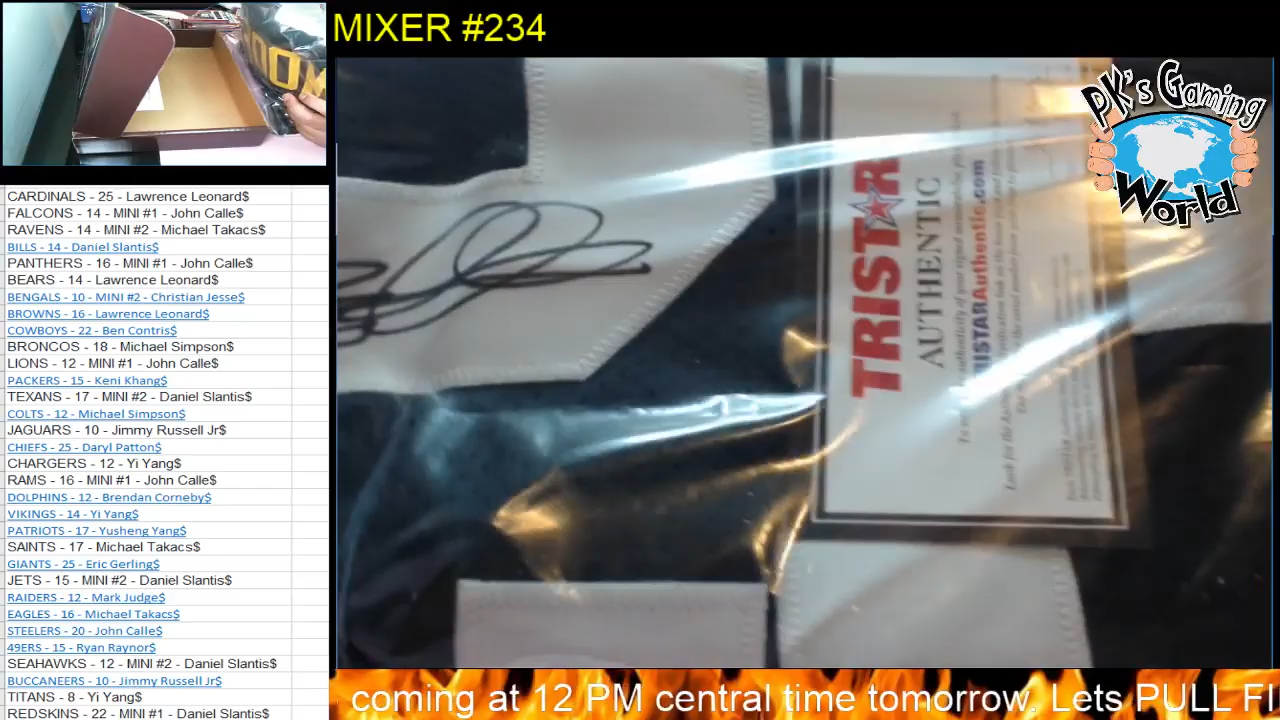 MIXER #234
PK's Gaming World
CARDINALS - 25 - Lawrence Leonard$
FALCONS - 14 - MINI #1 - John Calle$
RAVENS - 14 - MINI #2 - Michael Takacs$
BILLS - 14 - Daniel Slantis$
PANTHERS - 16 - MINI #1 - John Calle$
BEARS - 14 - Lawrence Leonard$
BENGALS - 10 - MINI #2 - Christian Jesse$
BROWNS - 16 - Lawrence Leonard$
COWBOYS - 22 - Ben Contris$
BRONCOS - 18 - Michael Simpson$
LIONS - 12 - MINI #1 - John Calle$
PACKERS - 15 - Keni Khang$
TEXANS - 17 - MINI #2 - Daniel Slantis$
COLTS - 12 - Michael Simpson$
JAGUARS - 10 - Jimmy Russell Jr$
CHIEFS - 25 - Daryl Patton$
CHARGERS - 12 - Yi Yang$
RAMS - 16 - MINI #1 - John Calle$
DOLPHINS - 12 - Brendan Corneby$
VIKINGS - 14 - Yi Yang$
PATRIOTS - 17 - Yusheng Yang$
SAINTS - 17 - Michael Takacs$
GIANTS - 25 - Eric Gerling$
JETS - 15 - MINI #2 - Daniel Slantis$
RAIDERS - 12 - Mark Judge$
EAGLES - 16 - Michael Takacs$
STEELERS - 20 - John Calle$
49ERS - 15 - Ryan Raynor$
SEAHAWKS - 12 - MINI #2 - Daniel Slantis$
BUCCANEERS - 10 - Jimmy Russell Jr$
TITANS - 8 - Yi Yang$
REDSKINS - 22 - MINI #1 - Daniel Slantis$
TRISTAR
AUTHENTIC
authenticity of your signed
TRISTARAuthentic.com
coming at 12 PM central time tomorrow. Lets PULL FI